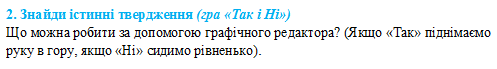 2. Знайди істинні твердження (гра «Так і Ні»)
Що можна робити за допомогою графічного редактора? (Якщо «Так» піднімаємо
руку в гору, якщо «Ні» сидимо рівненько).